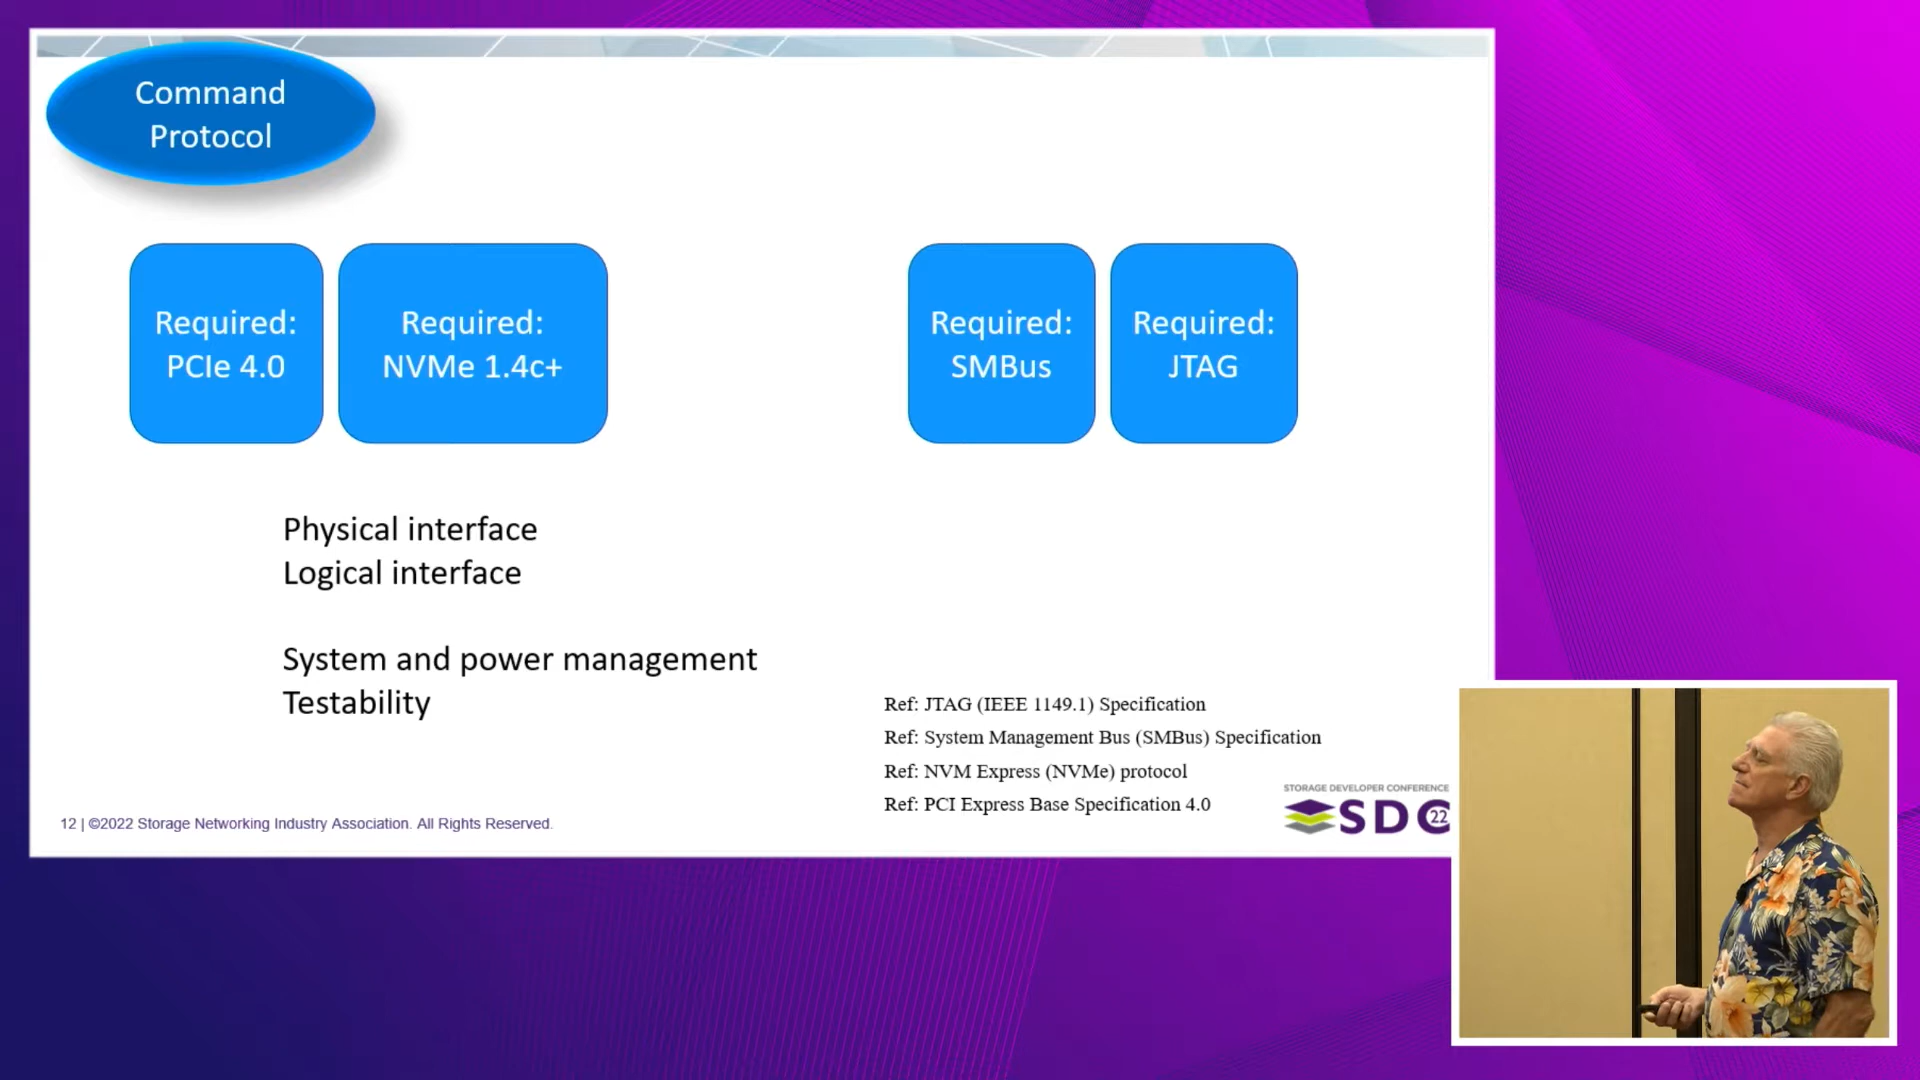 Command
Protocol
Required:
PCIe 4.0
Required:
NVMe 1.4c+
Required:
SMBus
Required:
JTAG
Physical interface
Logical interface
System and power management
Testability
Ref: JTAG (IEEE 1149.1) Specification
Ref: System Management Bus (SMBus) Specification
Ref: NVM Express (NVMe) protocol
Ref: PCI Express Base Specification 4.0
STORAGE DEVELOPER CONFERENCE
SDC
22
12 | ©2022 Storage Networking Industry Association. All Rights Reserved.